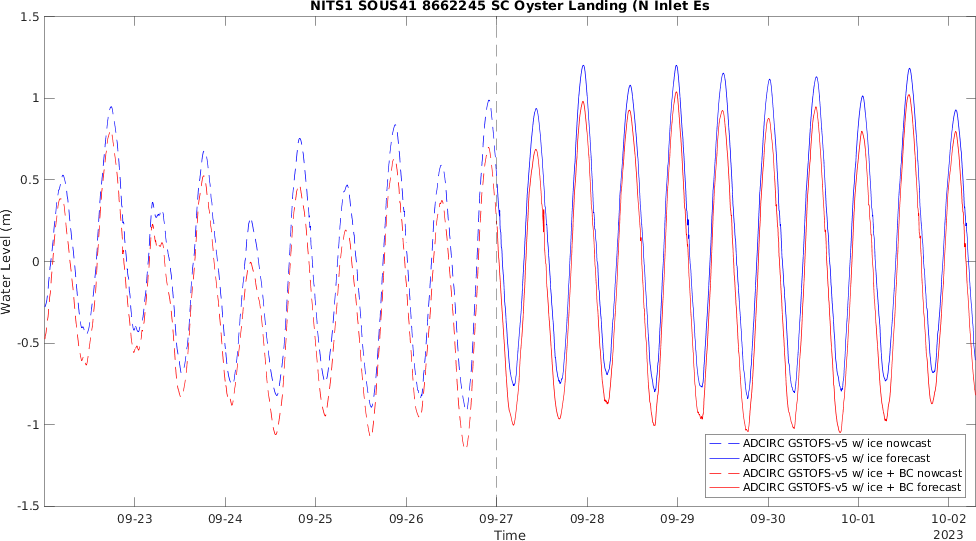 NITS1 SOUS41 8662245 SC Oyster Landing (N Inlet Es
1.5
1
0.5
0
-0.5
-1
-1.5
Water Level (m)
ADCIRC GSTOFS-v5 w/ ice nowcast
ADCIRC GSTOFS-v5 w/ ice forecast
ADCIRC GSTOFS-v5 w/ ice + BC nowcast
ADCIRC GSTOFS-v5 w/ ice + BC forecast
09-23 09-24 09-25 09-26 09-27 09-28 09-29 09-30 10-01 10-02
2023
Time